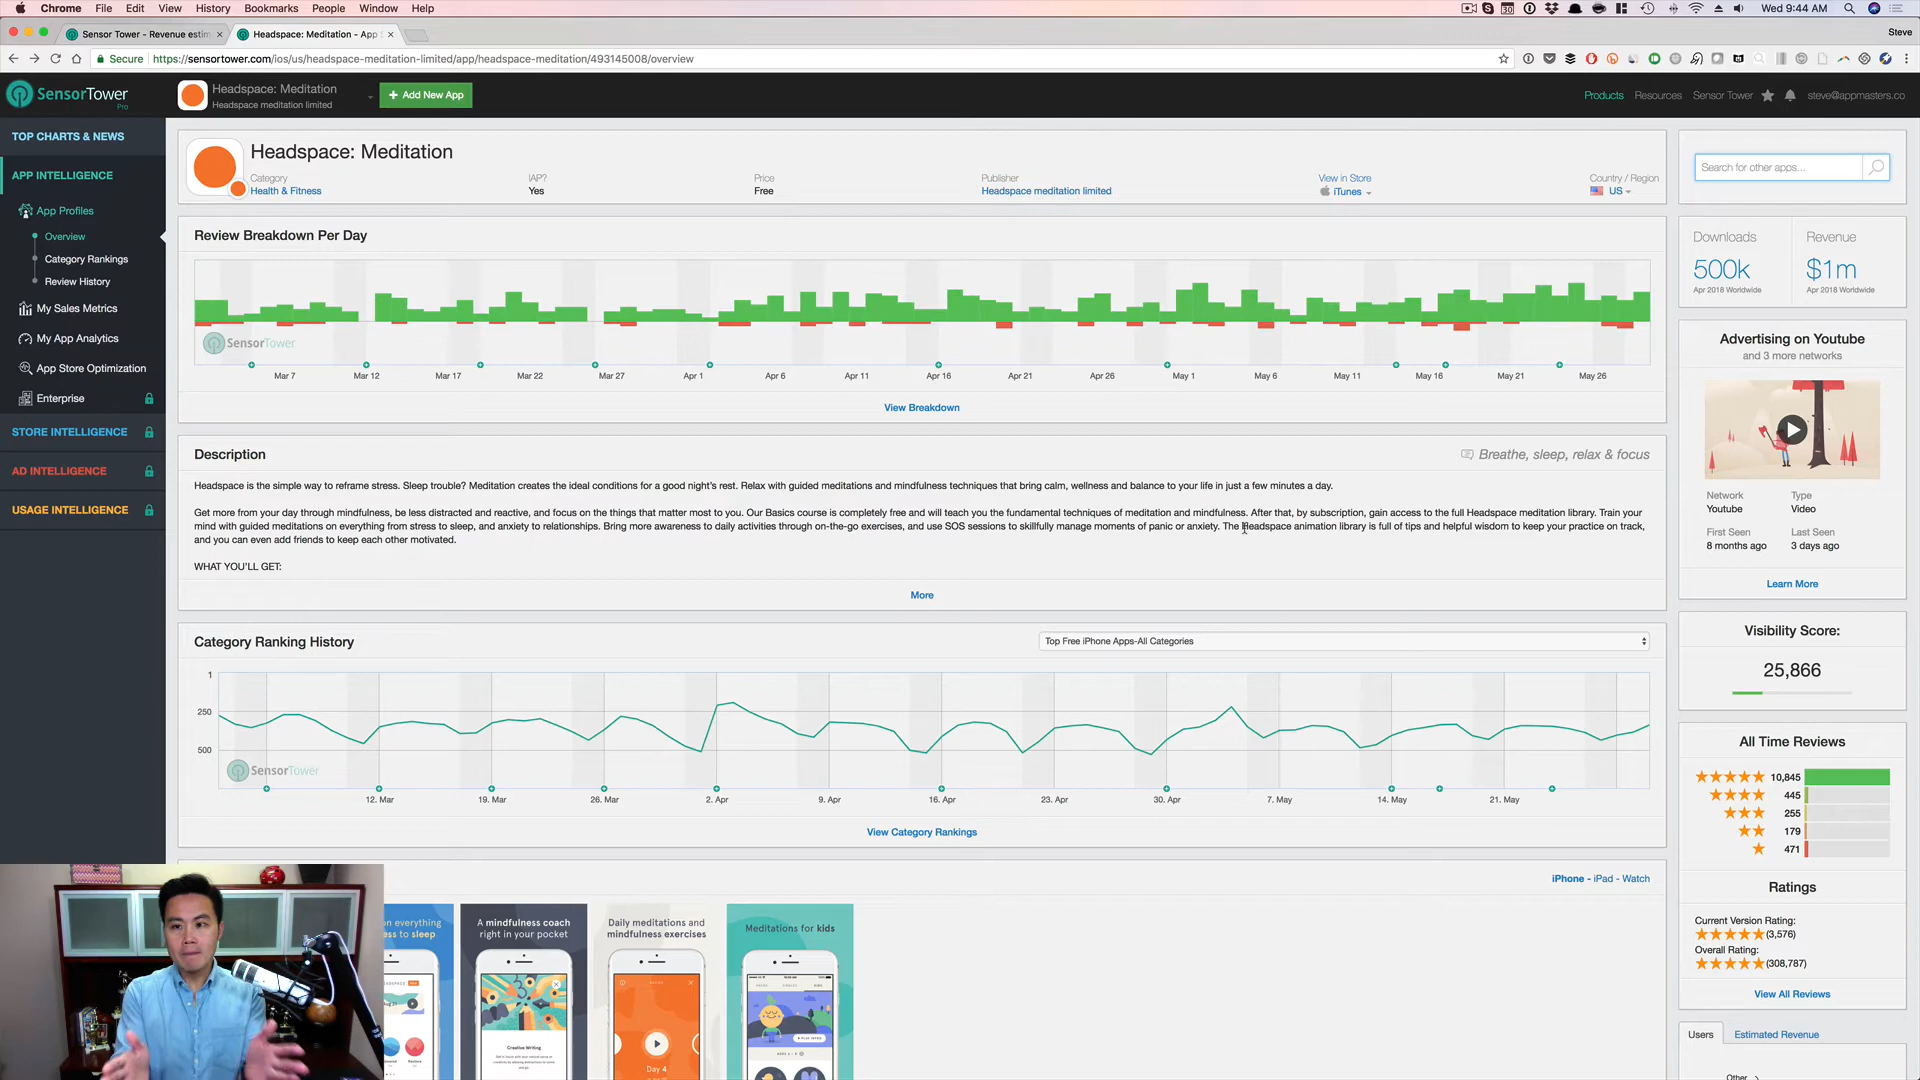 Chrome File Edit View History Bookmarks People Window Help
30
Wed 9:44 AM
Sensor Tower - Revenue estim
Headspace: Meditation - App S
Steve
Secure https://sensortower.com/ios/us/headspace-meditation-limited/app/headspace-meditation/493145008/overview
SensorTower
Pro
Headspace: Meditation
Headspace meditation limited
+ Add New App
Products Resources Sensor Tower steve@appmasters.co
TOP CHARTS & NEWS
APP INTELLIGENCE
App Profiles
Overview
Category Rankings
Review History
My Sales Metrics
My App Analytics
App Store Optimization
Enterprise
STORE INTELLIGENCE
AD INTELLIGENCE
USAGE INTELLIGENCE
Headspace: Meditation
Category
Health & Fitness
IAP?
Yes
Price
Free
Publisher
Headspace meditation limited
View in Store
iTunes
Country / Region
US
Review Breakdown Per Day
SensorTower
Mar 7 Mar 12 Mar 17 Mar 22 Mar 27 Apr 1 Apr 6 Apr 11 Apr 16 Apr 21 Apr 26 May 1 May 6 May 11 May 16 May 21 May 26
View Breakdown
Description
Breathe, sleep, relax & focus
Headspace is the simple way to reframe stress. Sleep trouble? Meditation creates the ideal conditions for a good night's rest. Relax with guided meditations and mindfulness techniques that bring calm, wellness and balance to your life in just a few minutes a day.
Get more from your day through mindfulness, be less distracted and reactive, and focus on the things that matter most to you. Our Basics course is completely free and will teach you the fundamental techniques of meditation and mindfulness. After that, by subscription, gain access to the full Headspace meditation library. Train your
mind with guided meditations on everything from stress to sleep, and anxiety to relationships. Bring more awareness to daily activities through on-the-go exercises, and use SOS sessions to skillfully manage moments of panic or anxiety. The Headspace animation library is full of tips and helpful wisdom to keep your practice on track,
and you can even add friends to keep each other motivated.
WHAT YOU'LL GET:
More
Category Ranking History
Top Free iPhone Apps-All Categories
1
250
500
SensorTower
12. Mar 19. Mar 26. Mar 2. Apr 9. Apr 16. Apr 23. Apr 30. Apr 7. May 14. May 21. May
View Category Rankings
iPhone - iPad - Watch
on everything
ess to sleep
A mindfulness coach
right in your pocket
Creative Writing
Daily meditations and
mindfulness exercises
Day 4
Meditations for kids
Search for other apps...
Downloads
500k
Apr 2018 Worldwide
Revenue
$1m
Apr 2018 Worldwide
Advertising on Youtube
and 3 more networks
Network
Youtube
Type
Video
First Seen
8 months ago
Last Seen
3 days ago
Learn More
Visibility Score:
25,866
All Time Reviews
10,845
445
255
179
471
Ratings
Current Version Rating:
(3,576)
Overall Rating:
(308,787)
View All Reviews
Users Estimated Revenue
Other